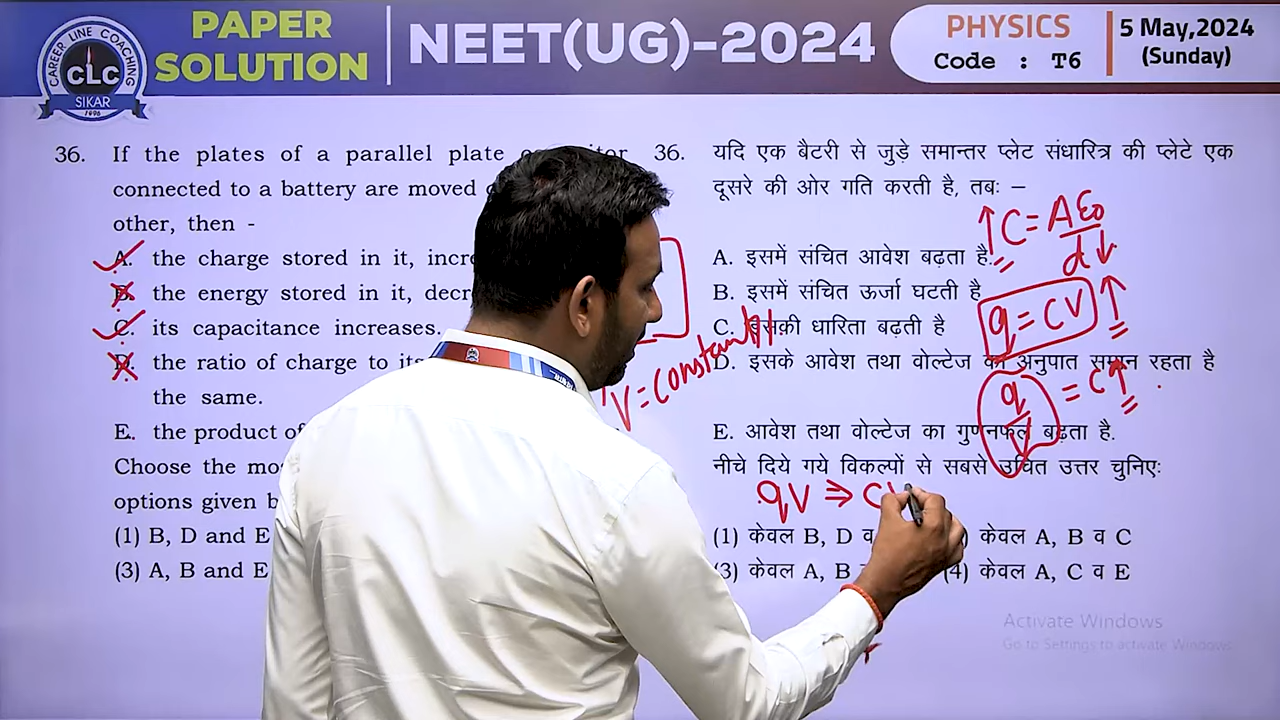 CAREER LINE COACHING
CLC
SIKAR
1996
PAPER
SOLUTION
NEET(UG)-2024
PHYSICS
Code : T6
5 May,2024
(Sunday)
36. If the plates of a parallel plate
connected to a battery are moved
other, then -
A. the charge stored in it,
B. the energy stored in it,
C. its capacitance increases.
D. the ratio of charge to
the same.
E. the product
Choose the
options given
(1) B, D and E
(3) A, B and E
36. यदि एक बैटरी से जुड़े समान्तर प्लेट संधारित्र की प्लेटे एक
दूसरे की ओर गति करती है, तबः –
A. इसमें संचित आवेश बढ़ता है.
B. इसमें संचित ऊर्जा घटती है
C. इसक़ी धारिता बढ़ती है
D. इसके आवेश तथा वोल्टेज का अनुपात समान रहता है
E. आवेश तथा वोल्टेज का गुणनफल बढ़ता है.
नीचे दिये गये विकल्पों से सबसे उचित उत्तर चुनिएः
(1) केवल B, D व
केवल A, B व C
(3) केवल A, B
(4) केवल A, C व E
↑C = Aε₀/d↓
q = CV ↑
V = constant
q/V = C↑
qV ⇒ CV
Activate Windows
Go to Settings to activate Windows.